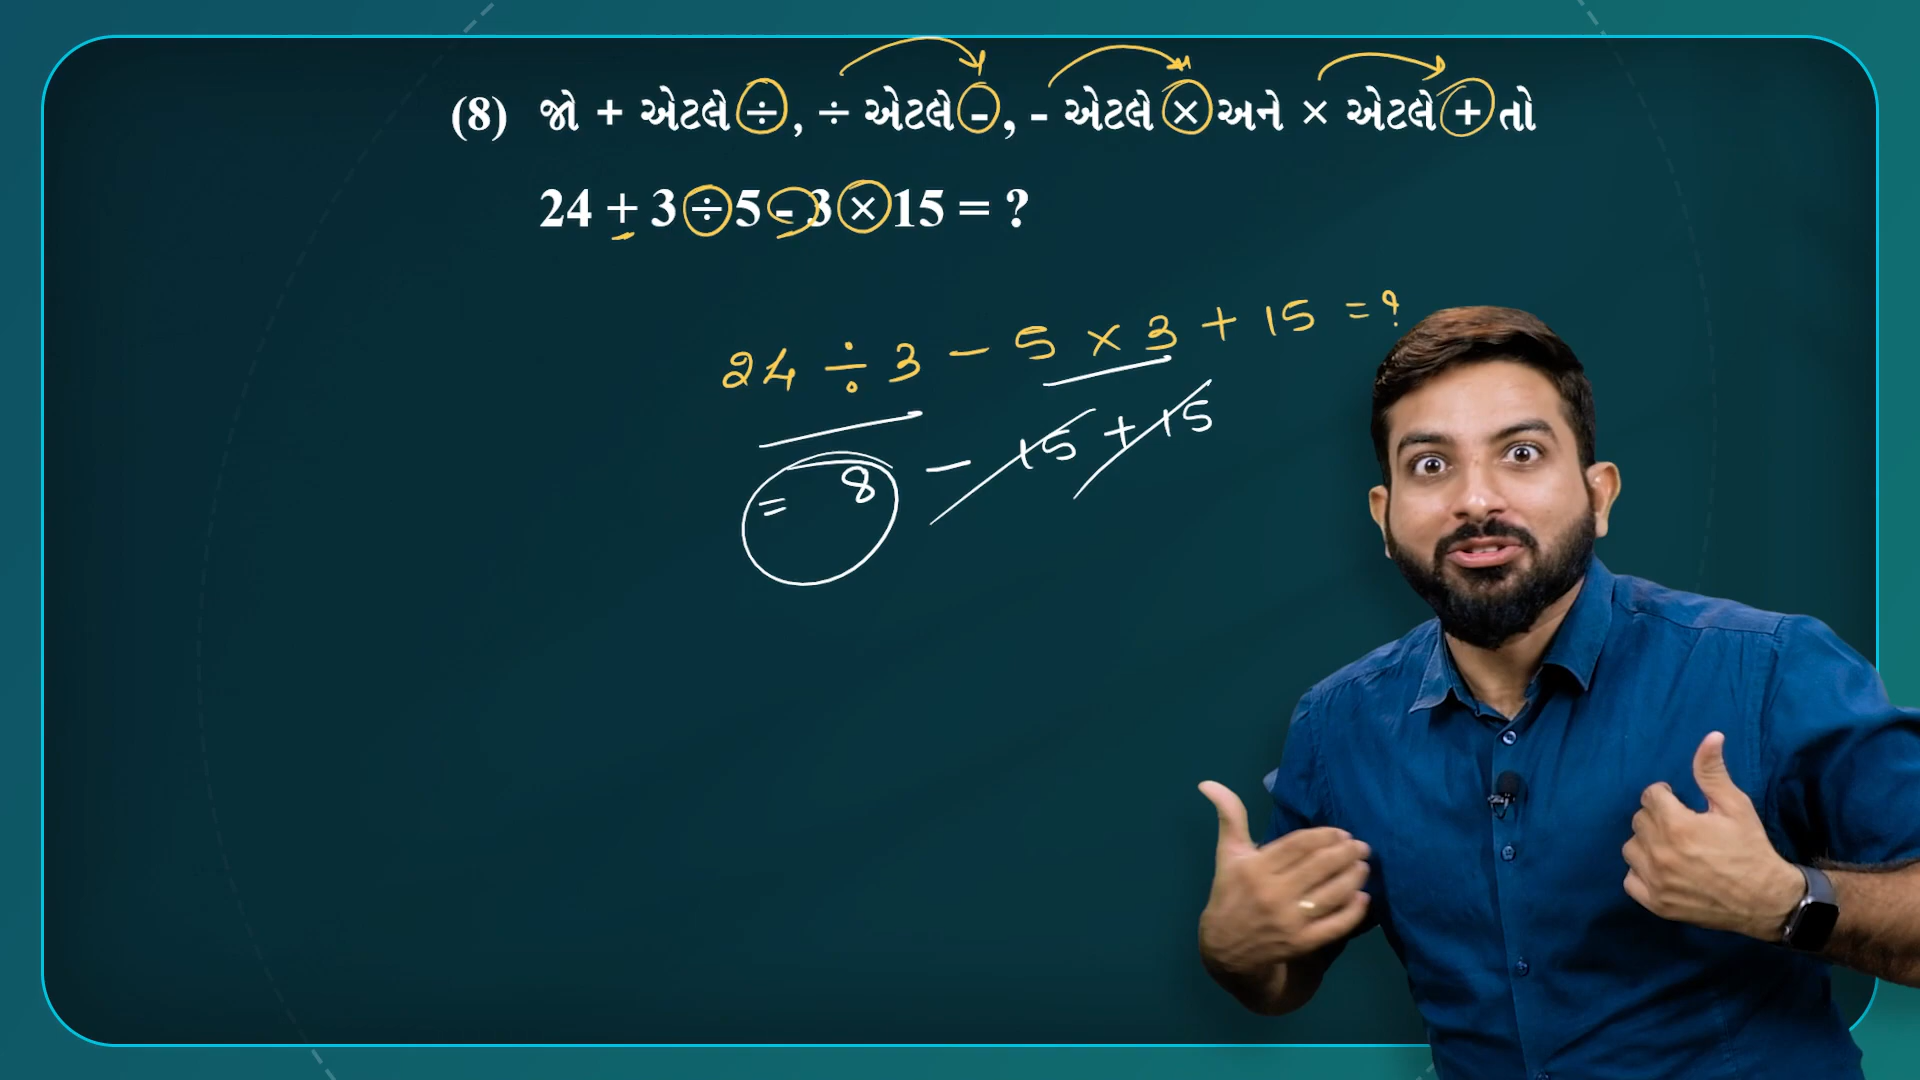 (8) જો + એટલે ÷, ÷ એટલે -, - એટલે × અને × એટલે + તો
24 + 3 ÷ 5 - 3 × 15 = ?
24 ÷ 3 - 5 × 3 + 15 = ?
= 8 - 15 + 15